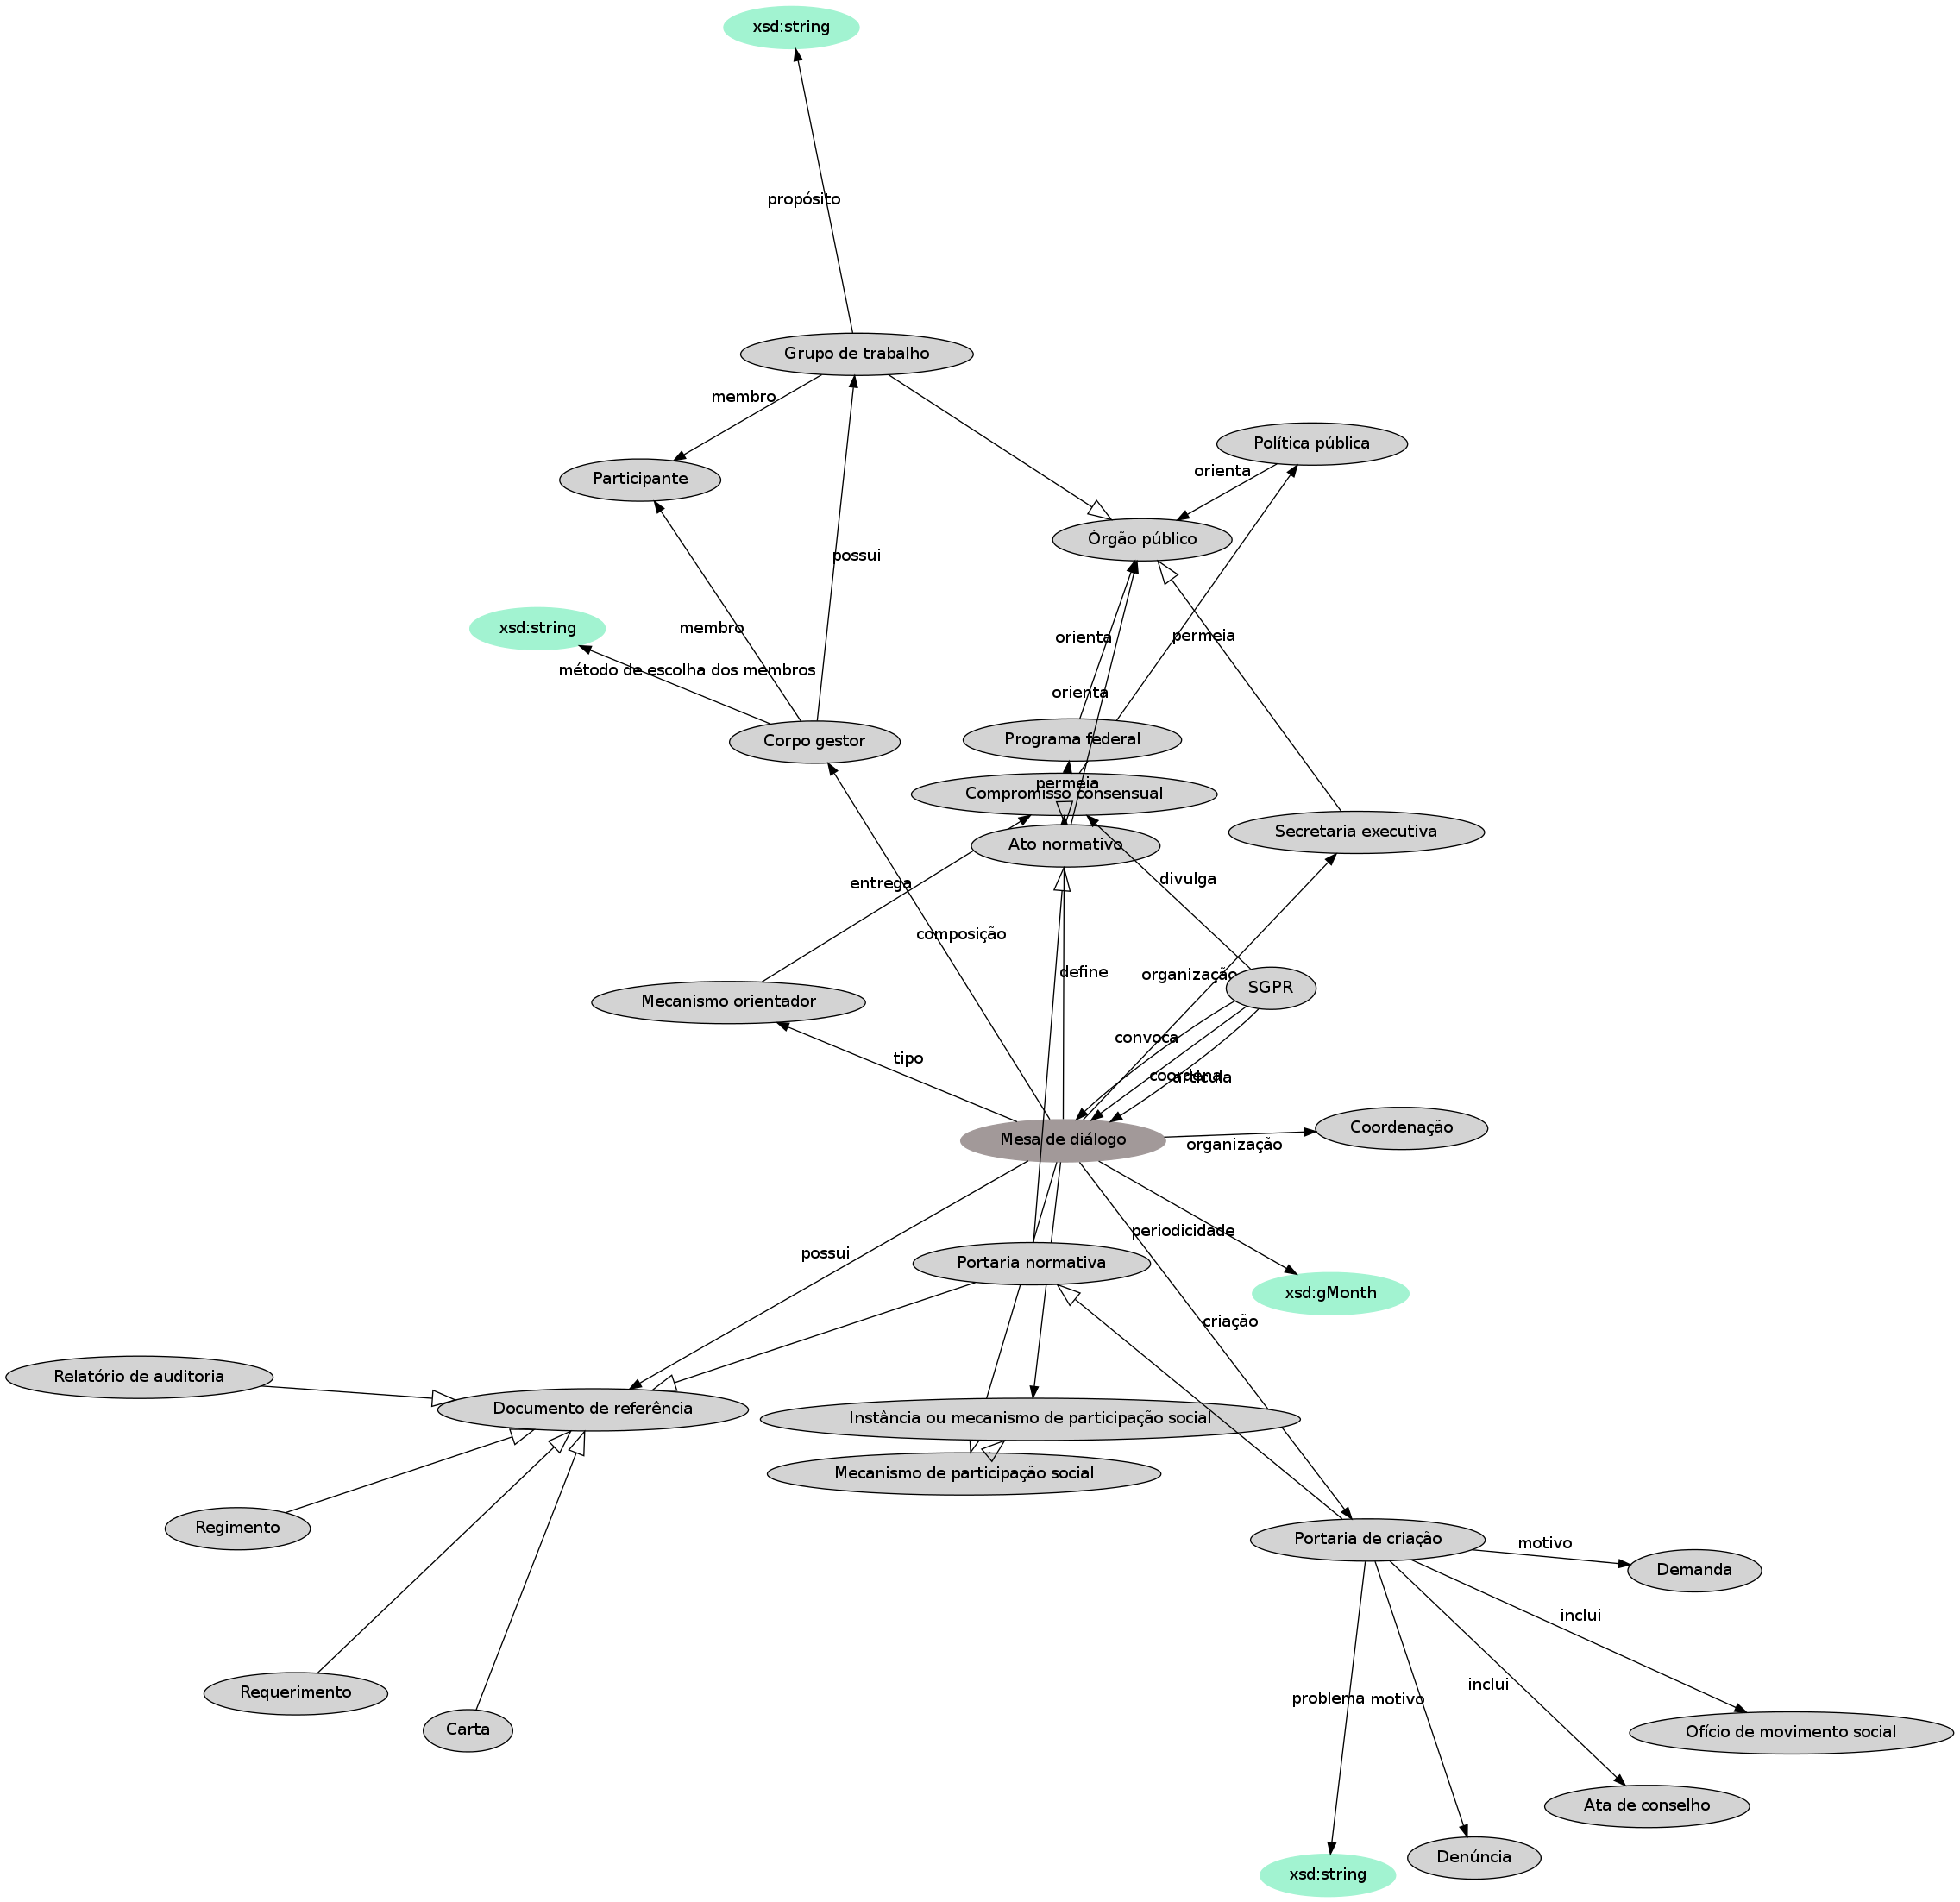 xsd:string
propósito
Grupo de trabalho
membro
Política pública
orienta
Participante
Órgão público
possui
xsd:string
membro
orienta
permeia
método de escolha dos membros
orienta
Corpo gestor
Programa federal
permeia
Compromisso consensual
Secretaria executiva
Ato normativo
entrega
divulga
composição
define
organização
SGPR
Mecanismo orientador
convoca
tipo
coordena
articula
Coordenação
Mesa de diálogo
organização
periodicidade
possui
Portaria normativa
xsd:gMonth
criação
Relatório de auditoria
Documento de referência
Instância ou mecanismo de participação social
Mecanismo de participação social
Regimento
Portaria de criação
motivo
Demanda
inclui
Requerimento
inclui
problema
motivo
Carta
Ofício de movimento social
Ata de conselho
Denúncia
xsd:string